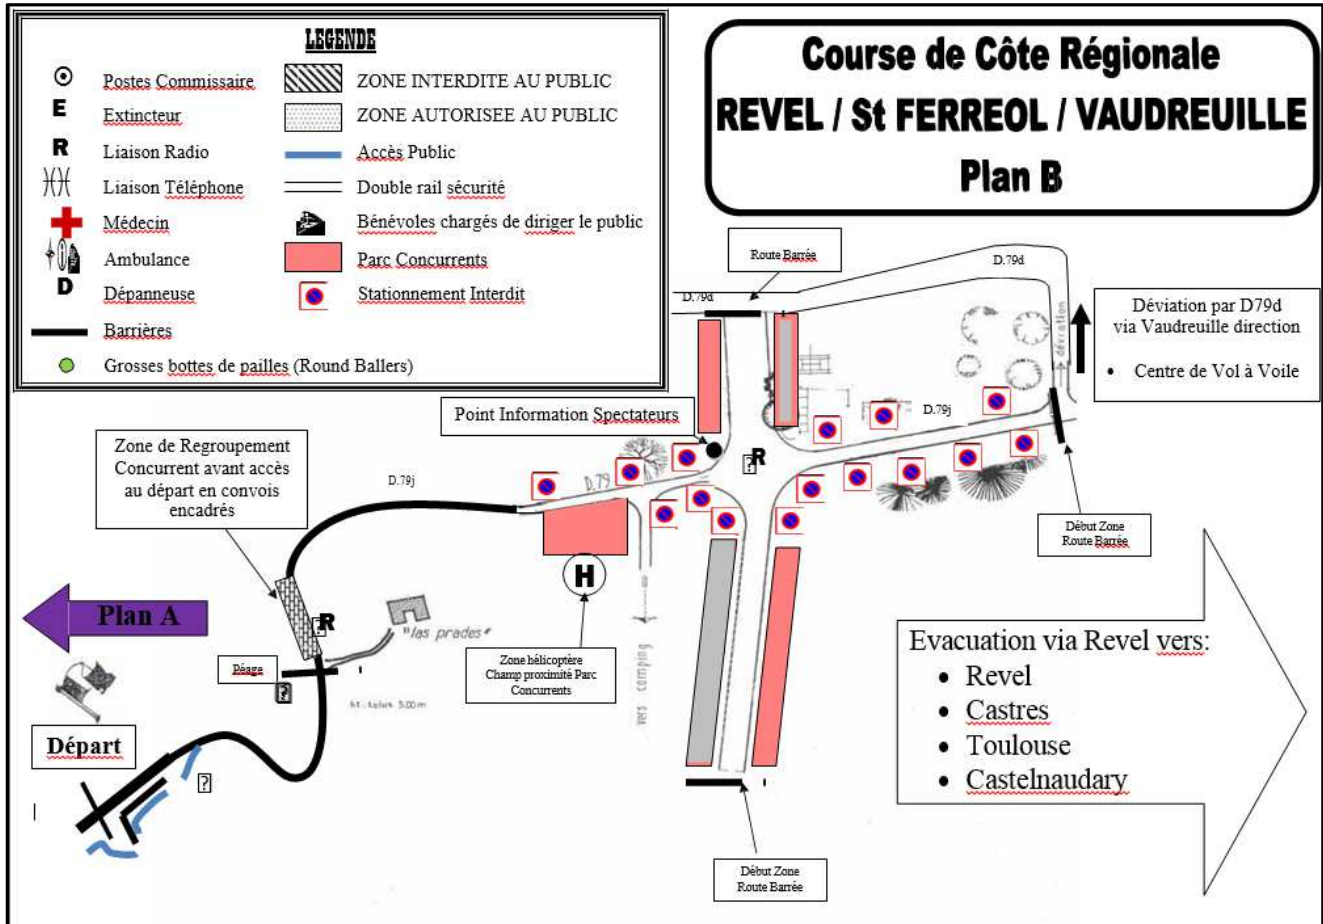 LEGENDE
Postes Commissaire
E
Extincteur
R
Liaison Radio
Liaison Téléphone
Médecin
Ambulance
D
Dépanneuse
Barrières
Grosses bottes de pailles (Round Ballers)
ZONE INTERDITE AU PUBLIC
ZONE AUTORISEE AU PUBLIC
Accès Public
Double rail sécurité
Bénévoles chargés de diriger le public
Parc Concurrents
Stationnement Interdit
Course de Côte Régionale
REVEL / St FERREOL / VAUDREUILLE
Plan B
Route Barrée
D.79d
D.79d
déviation
Déviation par D79d
via Vaudreuille direction
• Centre de Vol à Voile
Point Information Spectateurs
D.79j
R
Zone de Regroupement
Concurrent avant accès
au départ en convois
encadrés
D.79j
D.79
Début Zone
Route Barrée
H
Plan A
R
"las prades"
Péage
ht. talus 5.00m
Zone hélicoptère
Champ proximité Parc
Concurrents
vers camping
Evacuation via Revel vers:
• Revel
• Castres
• Toulouse
• Castelnaudary
Départ
Début Zone
Route Barrée